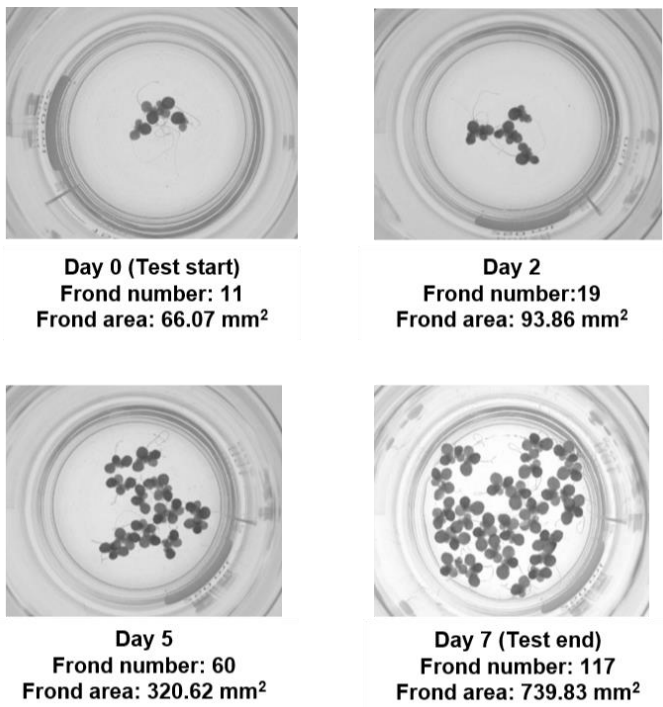 Day 0 (Test start)
Frond number: 11
Frond area: 66.07 mm²
Day 2
Frond number:19
Frond area: 93.86 mm²
Day 5
Frond number: 60
Frond area: 320.62 mm²
Day 7 (Test end)
Frond number: 117
Frond area: 739.83 mm²